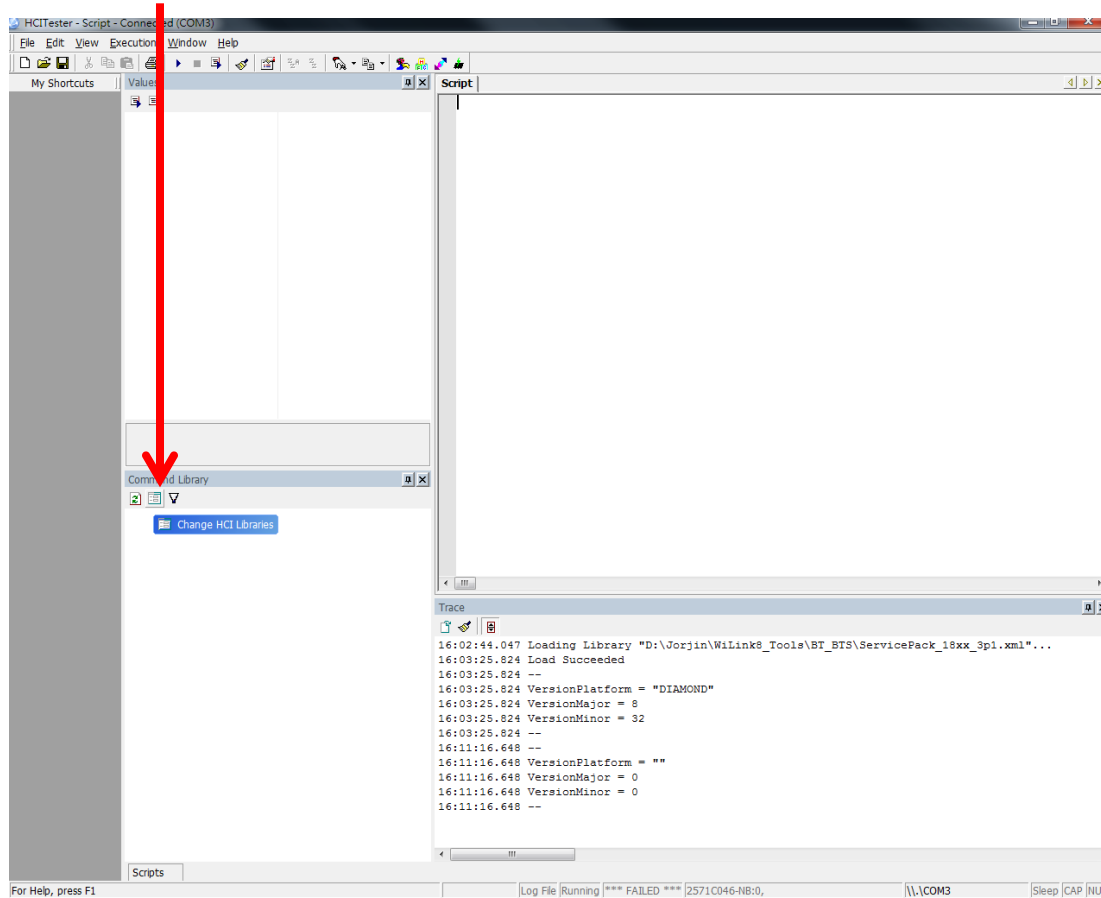 HCITester - Script - Connected (COM3)
File Edit View Execution Window Help
My Shortcuts
Values
Script
Command Library
Change HCI Libraries
Trace
16:02:44.047 Loading Library "D:\Jorjin\WiLink8_Tools\BT_BTS\ServicePack_18xx_3p1.xml"...
16:03:25.824 Load Succeeded
16:03:25.824 --
16:03:25.824 VersionPlatform = "DIAMOND"
16:03:25.824 VersionMajor = 8
16:03:25.824 VersionMinor = 32
16:03:25.824 --
16:11:16.648 --
16:11:16.648 VersionPlatform = ""
16:11:16.648 VersionMajor = 0
16:11:16.648 VersionMinor = 0
16:11:16.648 --
Scripts
For Help, press F1 Log File Running *** FAILED *** 2571C046-NB:0, \\.\COM3 Sleep CAP NU